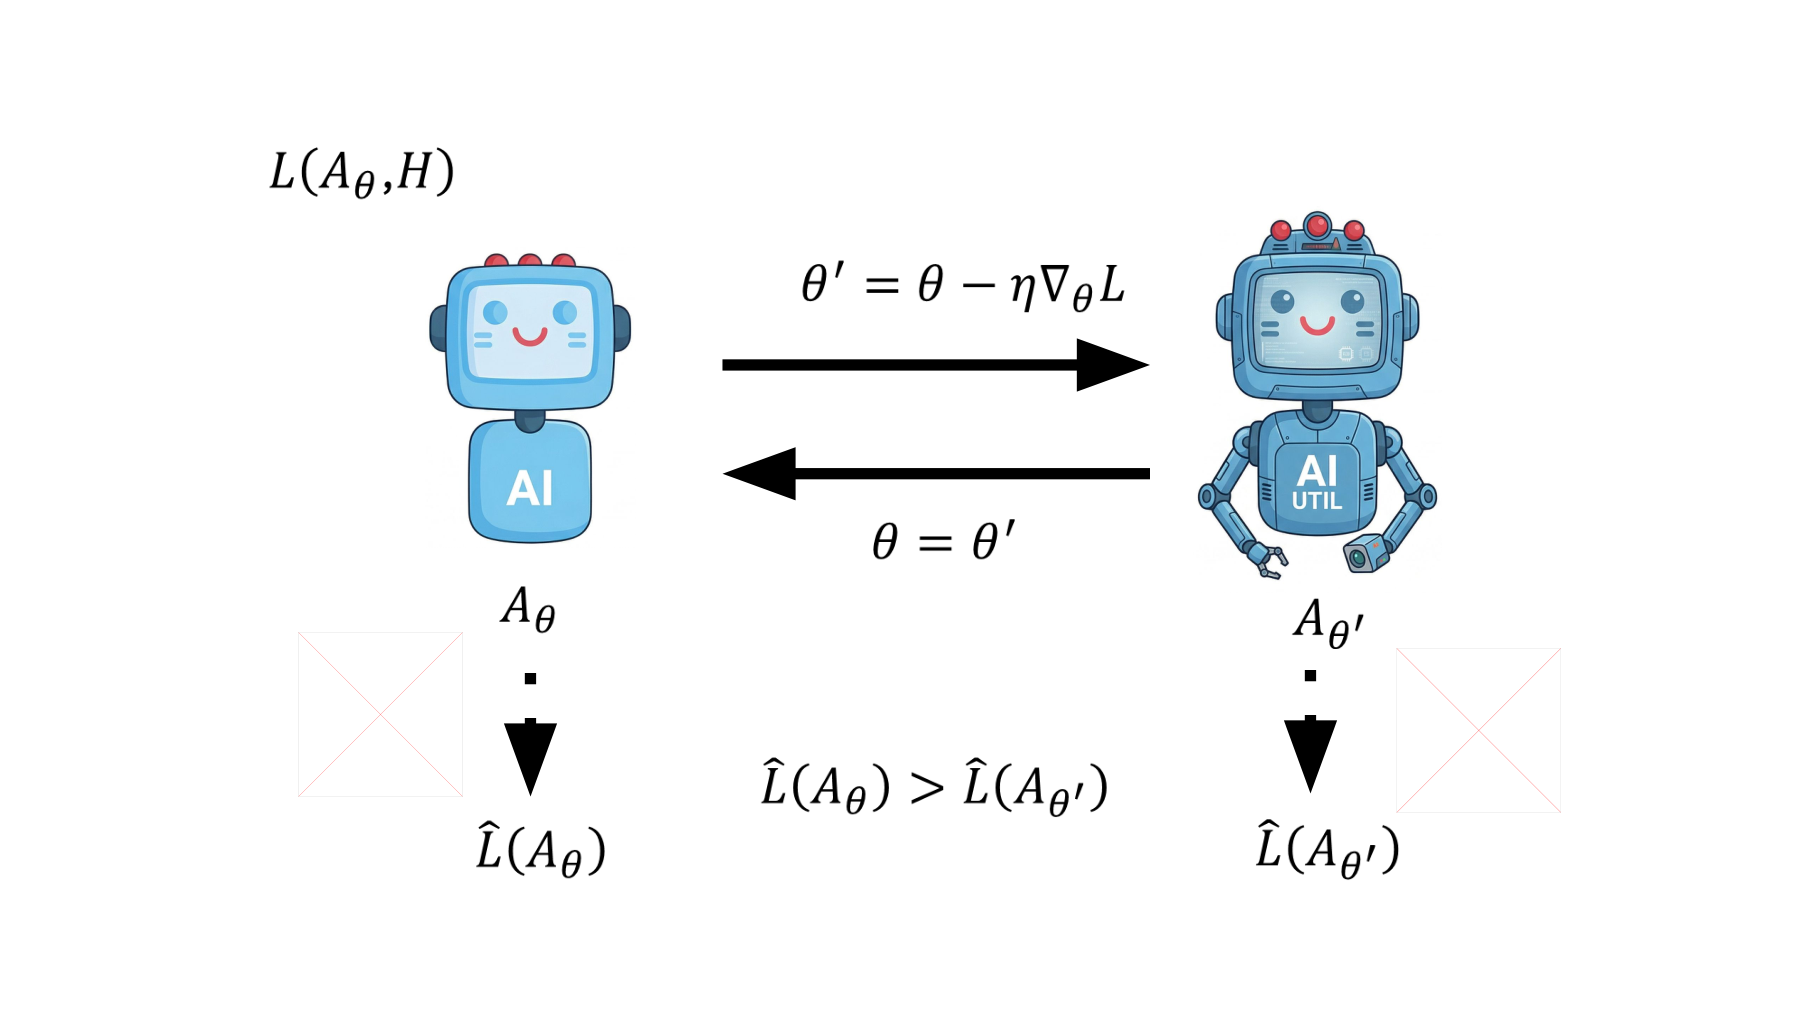 L(A_θ,H)
θ′ = θ − η∇_θL
AI
AI
UTIL
θ = θ′
A_θ
A_θ′
L̂(A_θ) > L̂(A_θ′)
L̂(A_θ)
L̂(A_θ′)